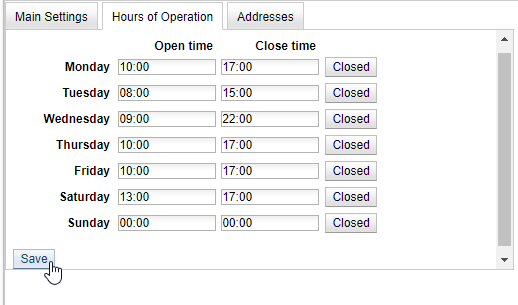 Main Settings Hours of Operation Addresses
Open time Close time
Monday 10:00 17:00 Closed
Tuesday 08:00 15:00 Closed
Wednesday 09:00 22:00 Closed
Thursday 10:00 17:00 Closed
Friday 10:00 17:00 Closed
Saturday 13:00 17:00 Closed
Sunday 00:00 00:00 Closed
Save